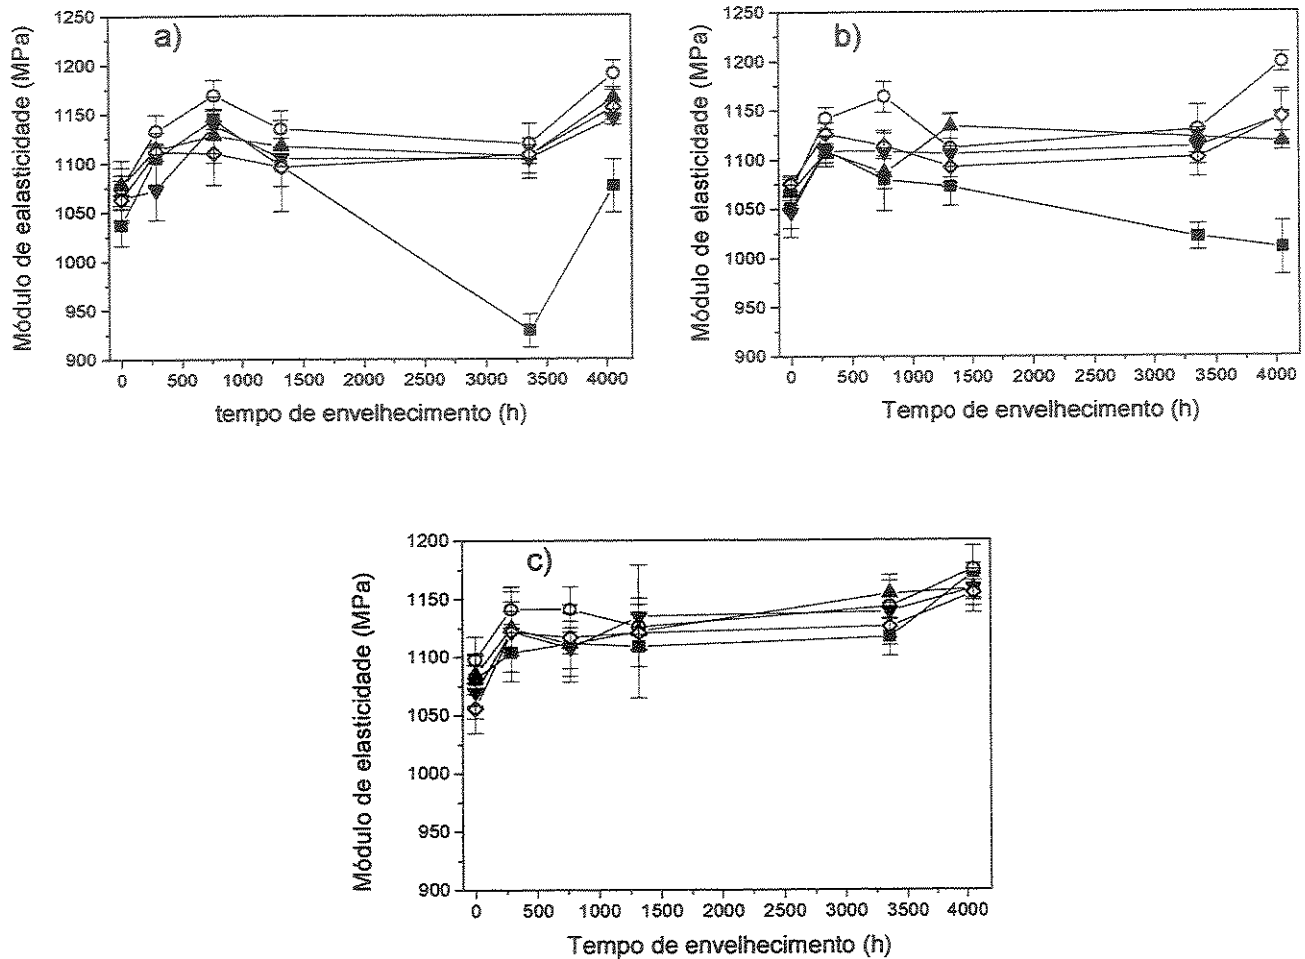 a)
Módulo de ealasticidade (MPa)
1250
1200
1150
1100
1050
1000
950
900
0 500 1000 1500 2000 2500 3000 3500 4000
tempo de envelhecimento (h)
b)
Módulo de elasticidade (MPa)
1250
1200
1150
1100
1050
1000
950
900
0 500 1000 1500 2000 2500 3000 3500 4000
Tempo de envelhecimento (h)
c)
Módulo de elasticidade (MPa)
1200
1150
1100
1050
1000
950
900
0 500 1000 1500 2000 2500 3000 3500 4000
Tempo de envelhecimento (h)